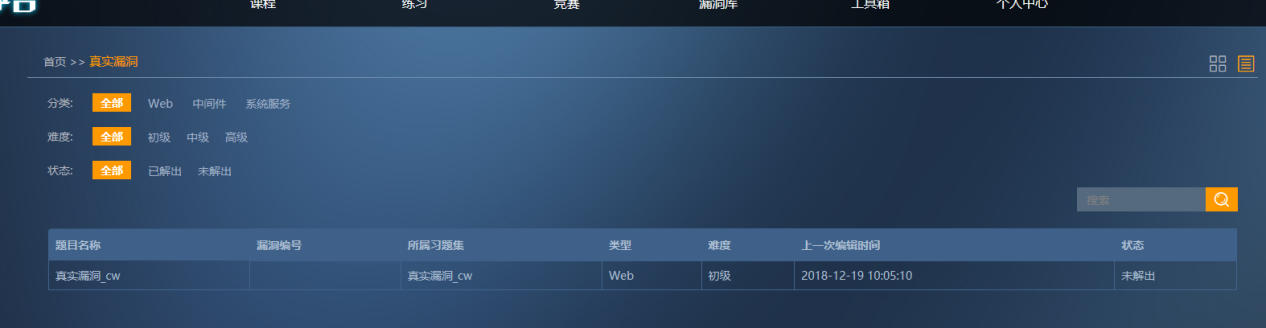 平台 课程 练习 竞赛 漏洞库 工具箱 个人中心
首页 >> 真实漏洞
分类: 全部 Web 中间件 系统服务
难度: 全部 初级 中级 高级
状态: 全部 已解出 未解出
搜索
题目名称 漏洞编号 所属习题集 类型 难度 上一次编辑时间 状态
真实漏洞_cw 真实漏洞_cw Web 初级 2018-12-19 10:05:10 未解出